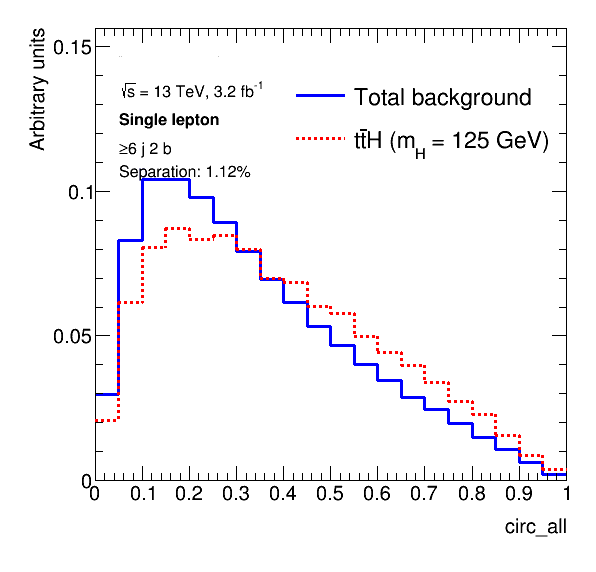 Arbitrary units
0.15
0.1
0.05
0
√s = 13 TeV, 3.2 fb⁻¹
Single lepton
≥6 j 2 b
Separation: 1.12%
Total background
tt̄H (m_H = 125 GeV)
0 0.1 0.2 0.3 0.4 0.5 0.6 0.7 0.8 0.9 1
circ_all